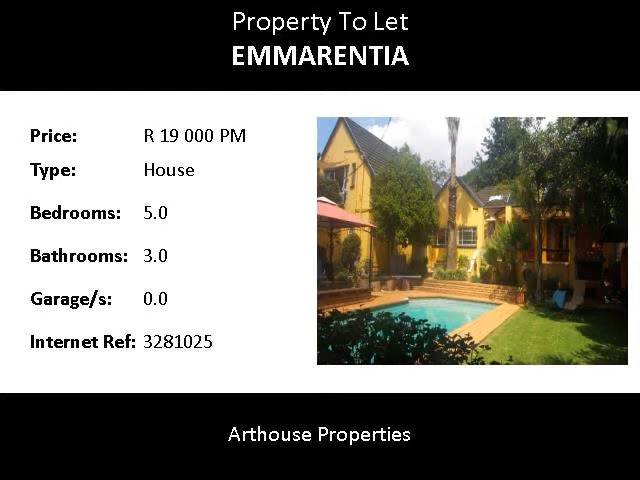 Property To Let
EMMARENTIA
Price: R 19 000 PM
Type: House
Bedrooms: 5.0
Bathrooms: 3.0
Garage/s: 0.0
Internet Ref: 3281025
Arthouse Properties